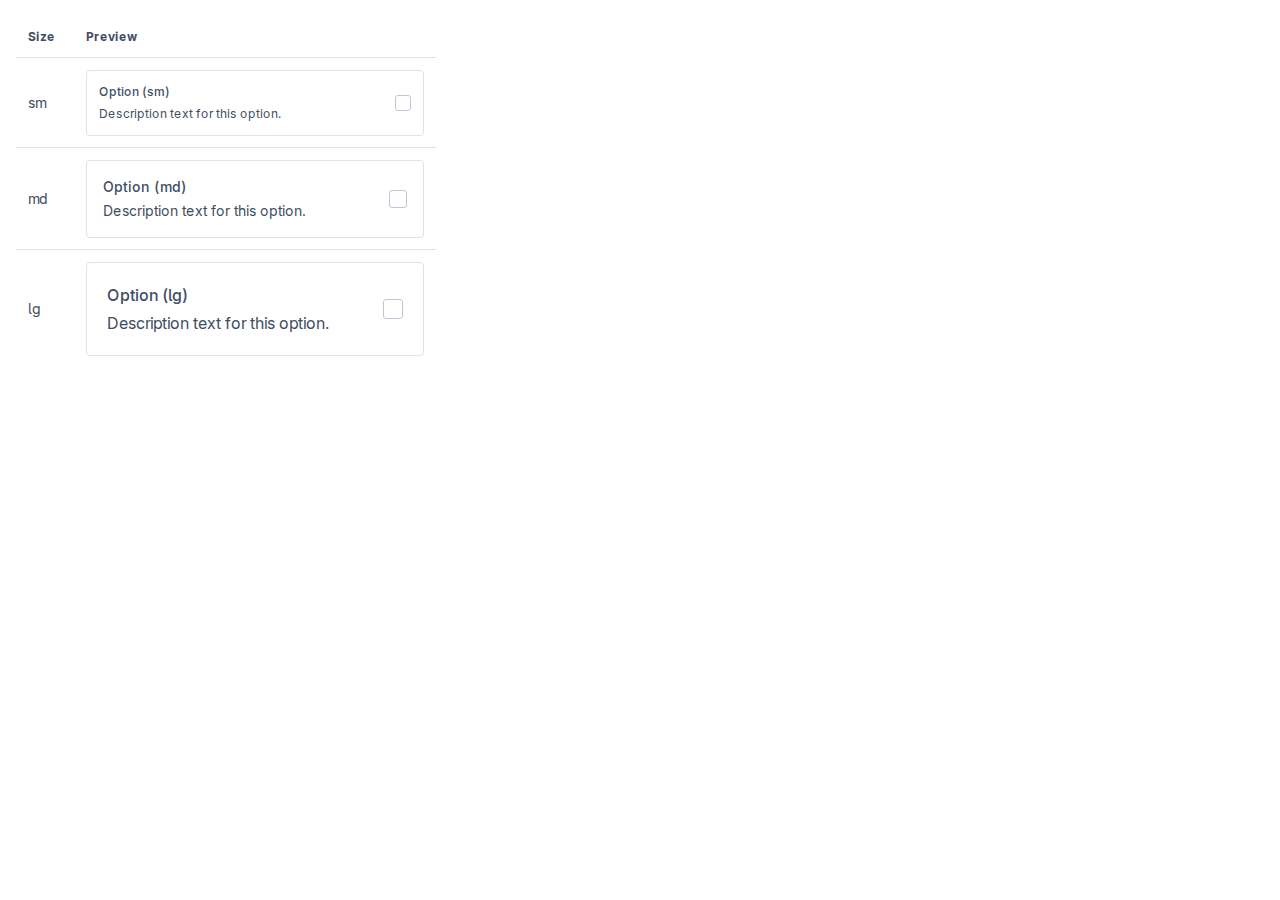 Size Preview
sm
Option (sm)
Description text for this option.
md
Option (md)
Description text for this option.
lg
Option (lg)
Description text for this option.